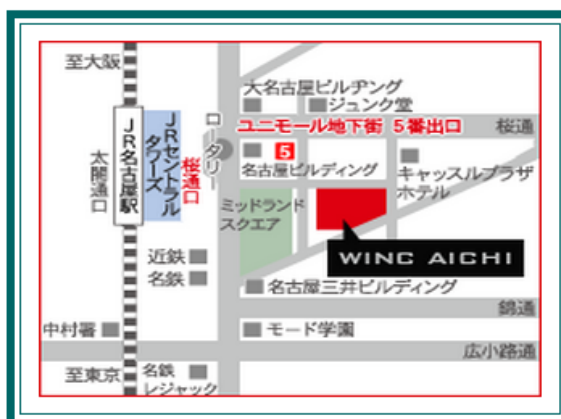 至大阪
大名古屋ビルヂング
ジュンク堂
ユニモール地下街 5番出口
桜通
ロータリー
JRセントラル
タワーズ
JR名古屋駅
太閤通口
桜通口
5
名古屋ビルディング
キャッスルプラザ
ホテル
ミッドランド
スクエア
WINC AICHI
近鉄
名鉄
名古屋三井ビルディング
錦通
中村署
モード学園
広小路通
至東京
名鉄
レジャック